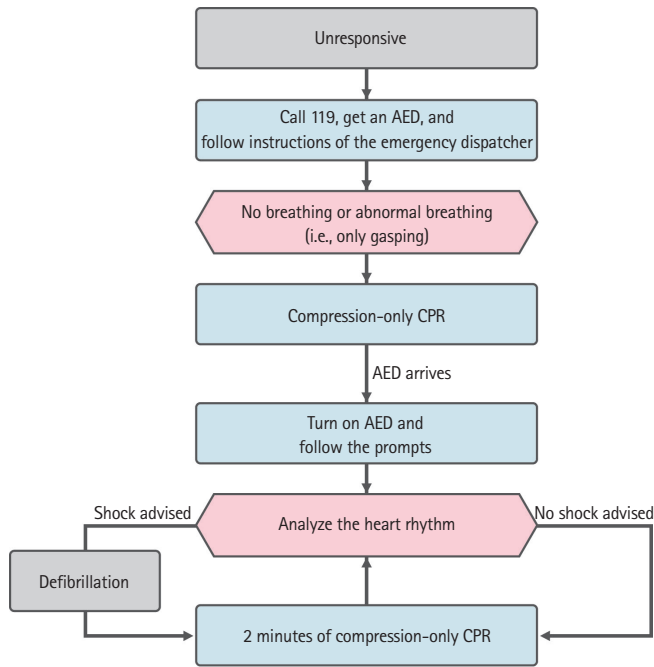 Unresponsive
Call 119, get an AED, and
follow instructions of the emergency dispatcher
No breathing or abnormal breathing
(i.e., only gasping)
Compression-only CPR
AED arrives
Turn on AED and
follow the prompts
Shock advised
Analyze the heart rhythm
No shock advised
Defibrillation
2 minutes of compression-only CPR